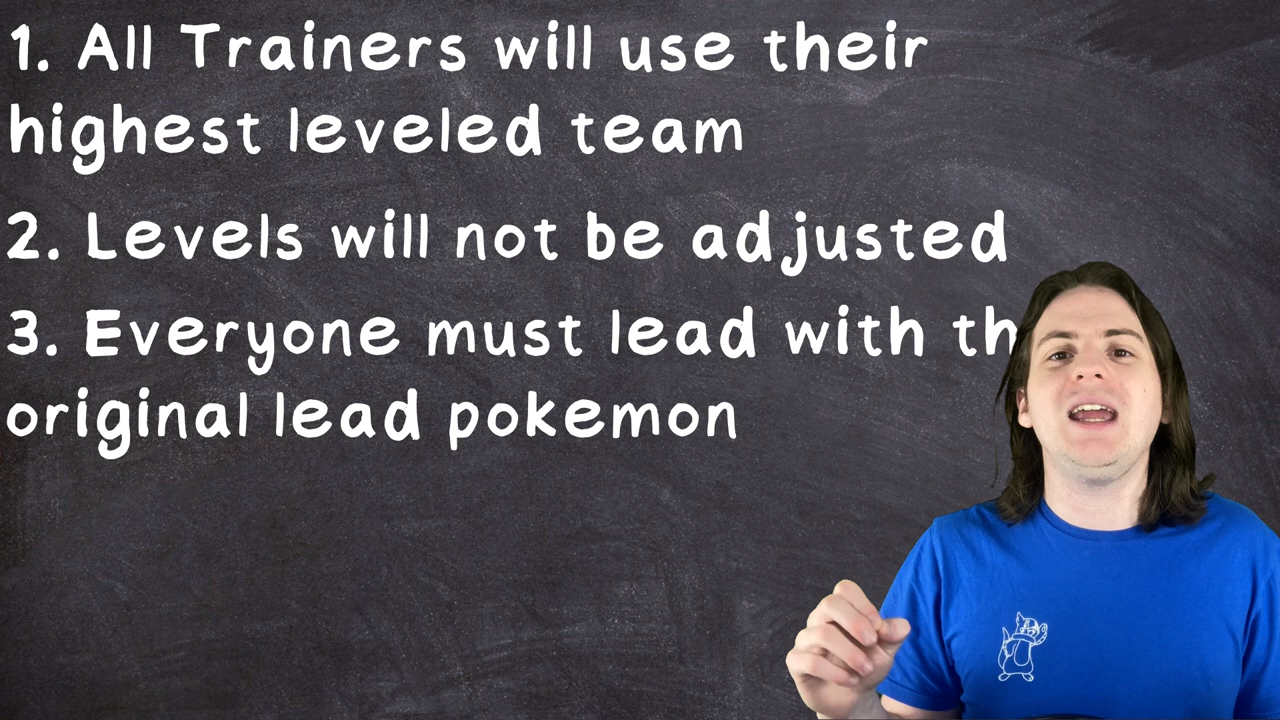 1. All Trainers will use their
highest leveled team
2. Levels will not be adjusted
3. Everyone must lead with
original lead pokemon